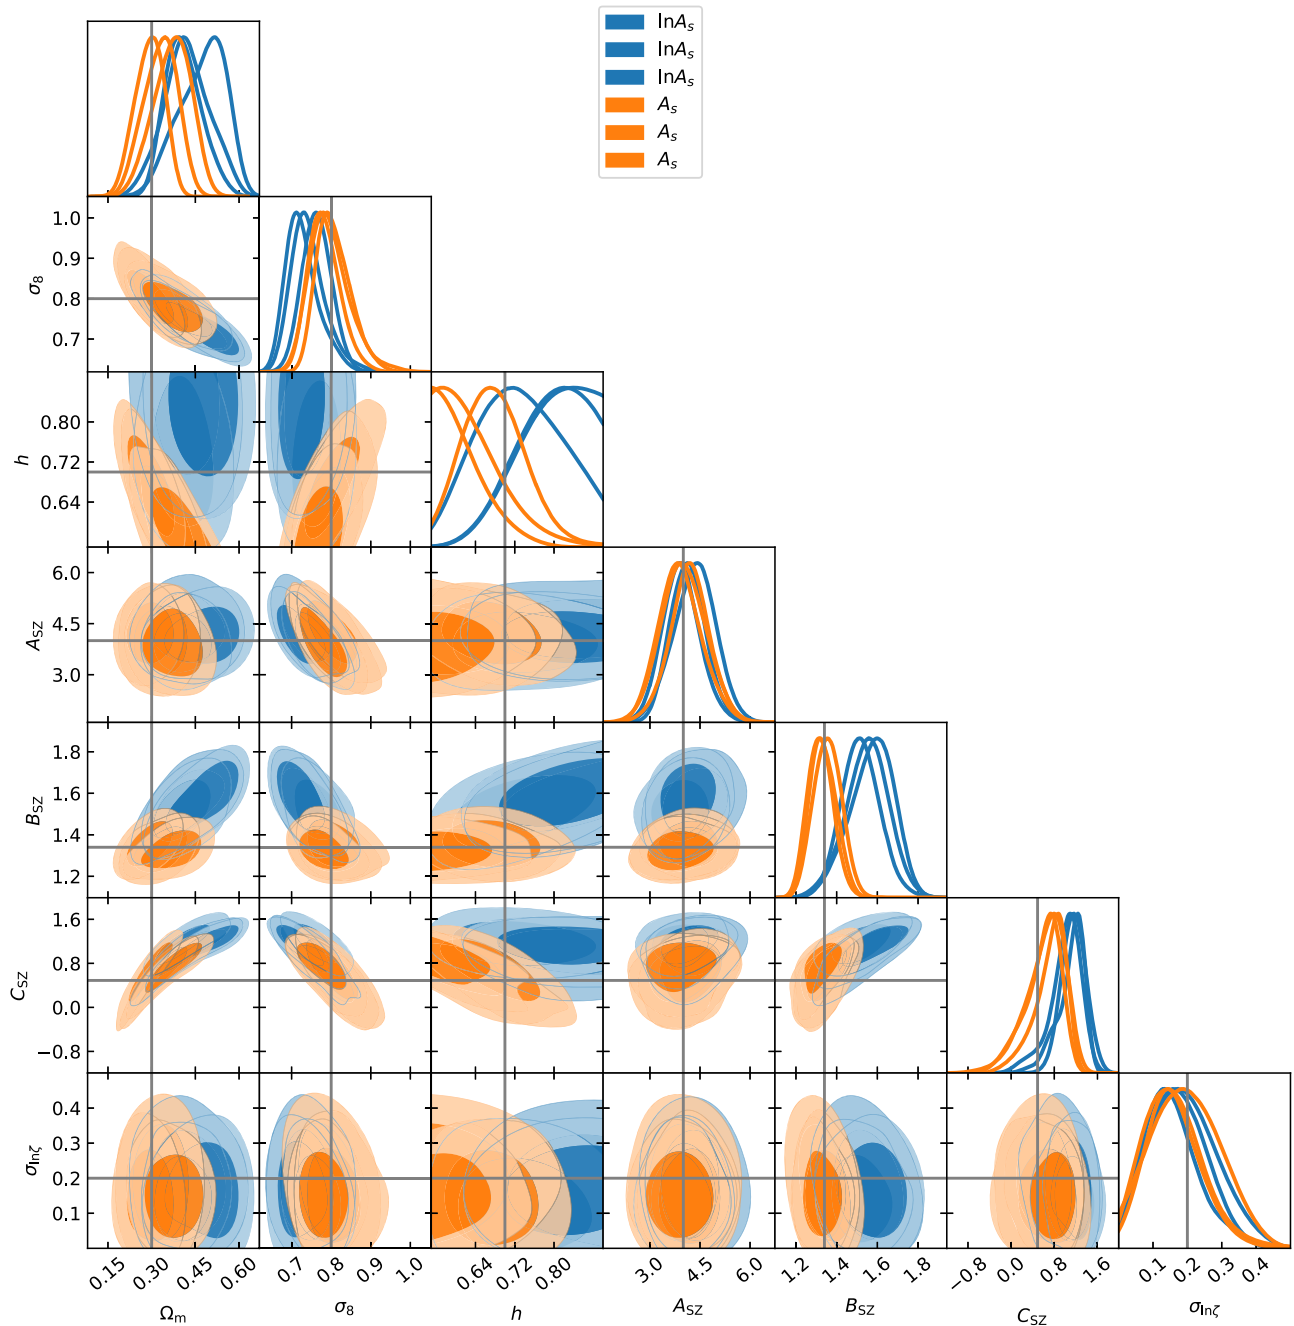 lnA_s
lnA_s
lnA_s
A_s
A_s
A_s
1.0
0.9
0.8
0.7
σ_8
0.80
0.72
0.64
h
6.0
4.5
3.0
A_SZ
1.8
1.6
1.4
1.2
B_SZ
1.6
0.8
0.0
−0.8
C_SZ
0.4
0.3
0.2
0.1
σ_lnζ
0.15 0.30 0.45 0.60 0.7 0.8 0.9 1.0 0.64 0.72 0.80 3.0 4.5 6.0 1.2 1.4 1.6 1.8 −0.8 0.0 0.8 1.6 0.1 0.2 0.3 0.4
Ω_m σ_8 h A_SZ B_SZ C_SZ σ_lnζ